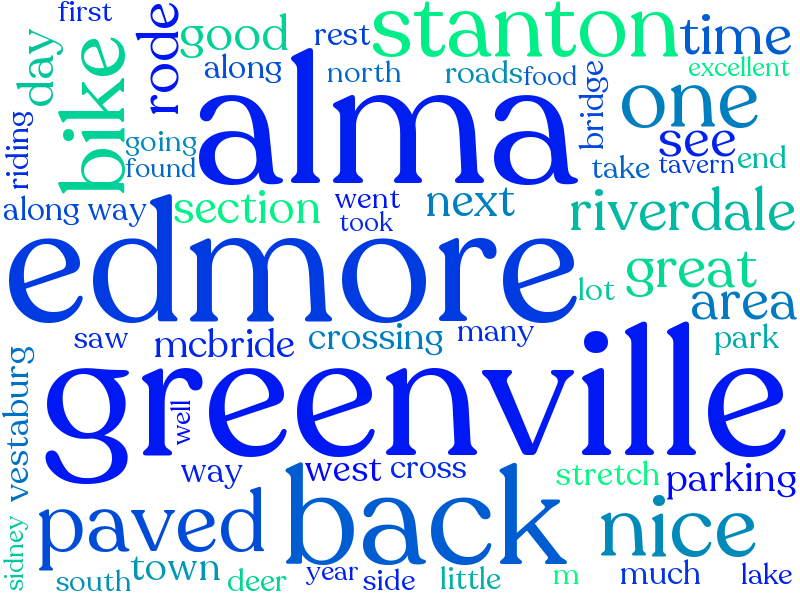 first
rode
good
rest
stanton
time
day
along
north
roads
food
excellent
bike
alma
bridge
one
see
riding
going
found
take
tavern
end
along way
section
went
took
next
riverdale
edmore
lot
great
area
saw
mcbride
crossing
many
park
vestaburg
greenville
well
way
west
cross
stretch
parking
paved
back
nice
sidney
south
town
deer
year
side
little
m
much
lake